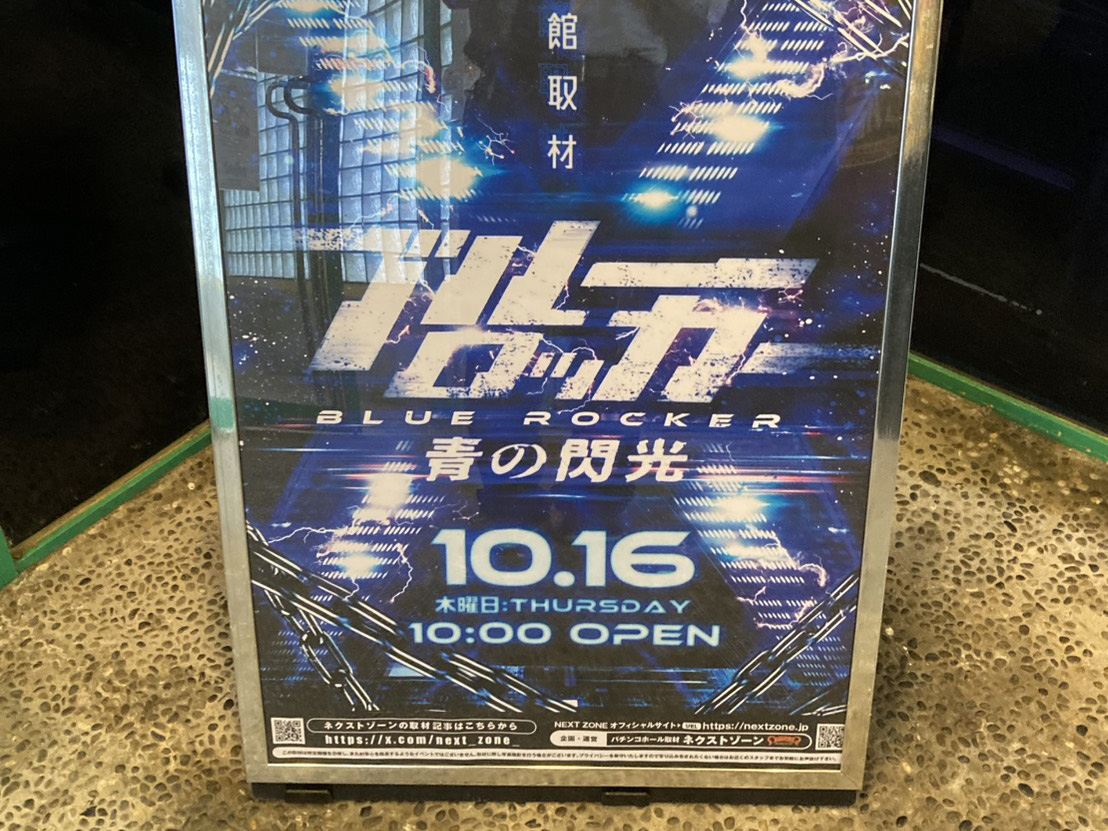 館取材
ブルーロッカー
BLUE ROCKER
青の閃光
10.16
木曜日:THURSDAY
10:00 OPEN
ネクストゾーンの取材記事はこちらから
https://x.com/next_zone_
NEXT ZONE オフィシャルサイト▸ URL https://nextzone.jp
企画・運営 パチンコホール取材 ネクストゾーン